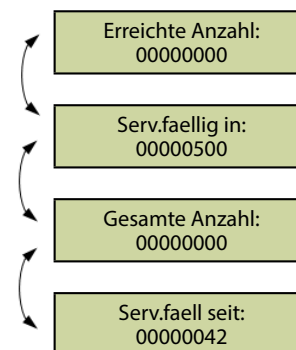 Erreichte Anzahl:
00000000
Serv.faellig in:
00000500
Gesamte Anzahl:
00000000
Serv.faell seit:
00000042